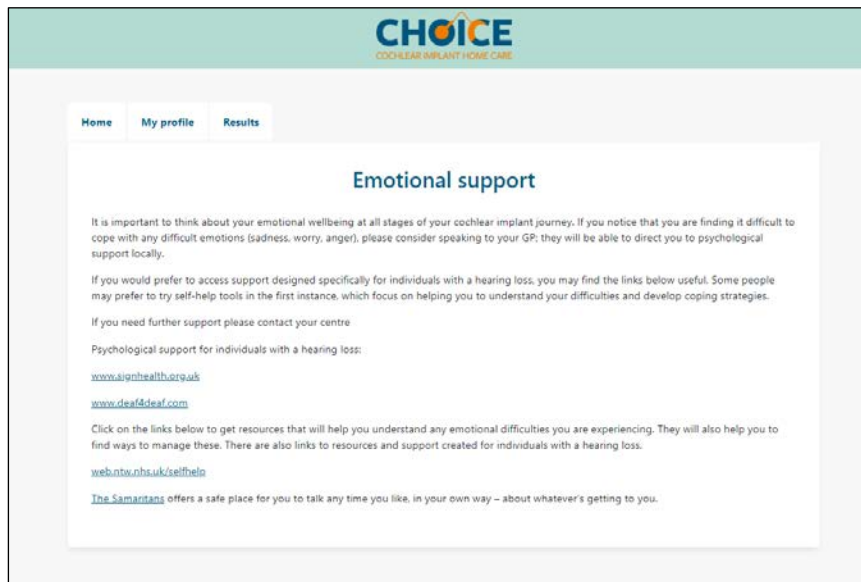 CHOICE
COCHLEAR IMPLANT HOME CARE
Home My profile Results
Emotional support
It is important to think about your emotional wellbeing at all stages of your cochlear implant journey. If you notice that you are finding it difficult to
cope with any difficult emotions (sadness, worry, anger), please consider speaking to your GP; they will be able to direct you to psychological
support locally.
If you would prefer to access support designed specifically for individuals with a hearing loss, you may find the links below useful. Some people
may prefer to try self-help tools in the first instance, which focus on helping you to understand your difficulties and develop coping strategies.
If you need further support please contact your centre
Psychological support for individuals with a hearing loss:
www.signhealth.org.uk
www.deaf4deaf.com
Click on the links below to get resources that will help you understand any emotional difficulties you are experiencing. They will also help you to
find ways to manage these. There are also links to resources and support created for individuals with a hearing loss.
web.ntw.nhs.uk/selfhelp
The Samaritans offers a safe place for you to talk any time you like, in your own way – about whatever's getting to you.